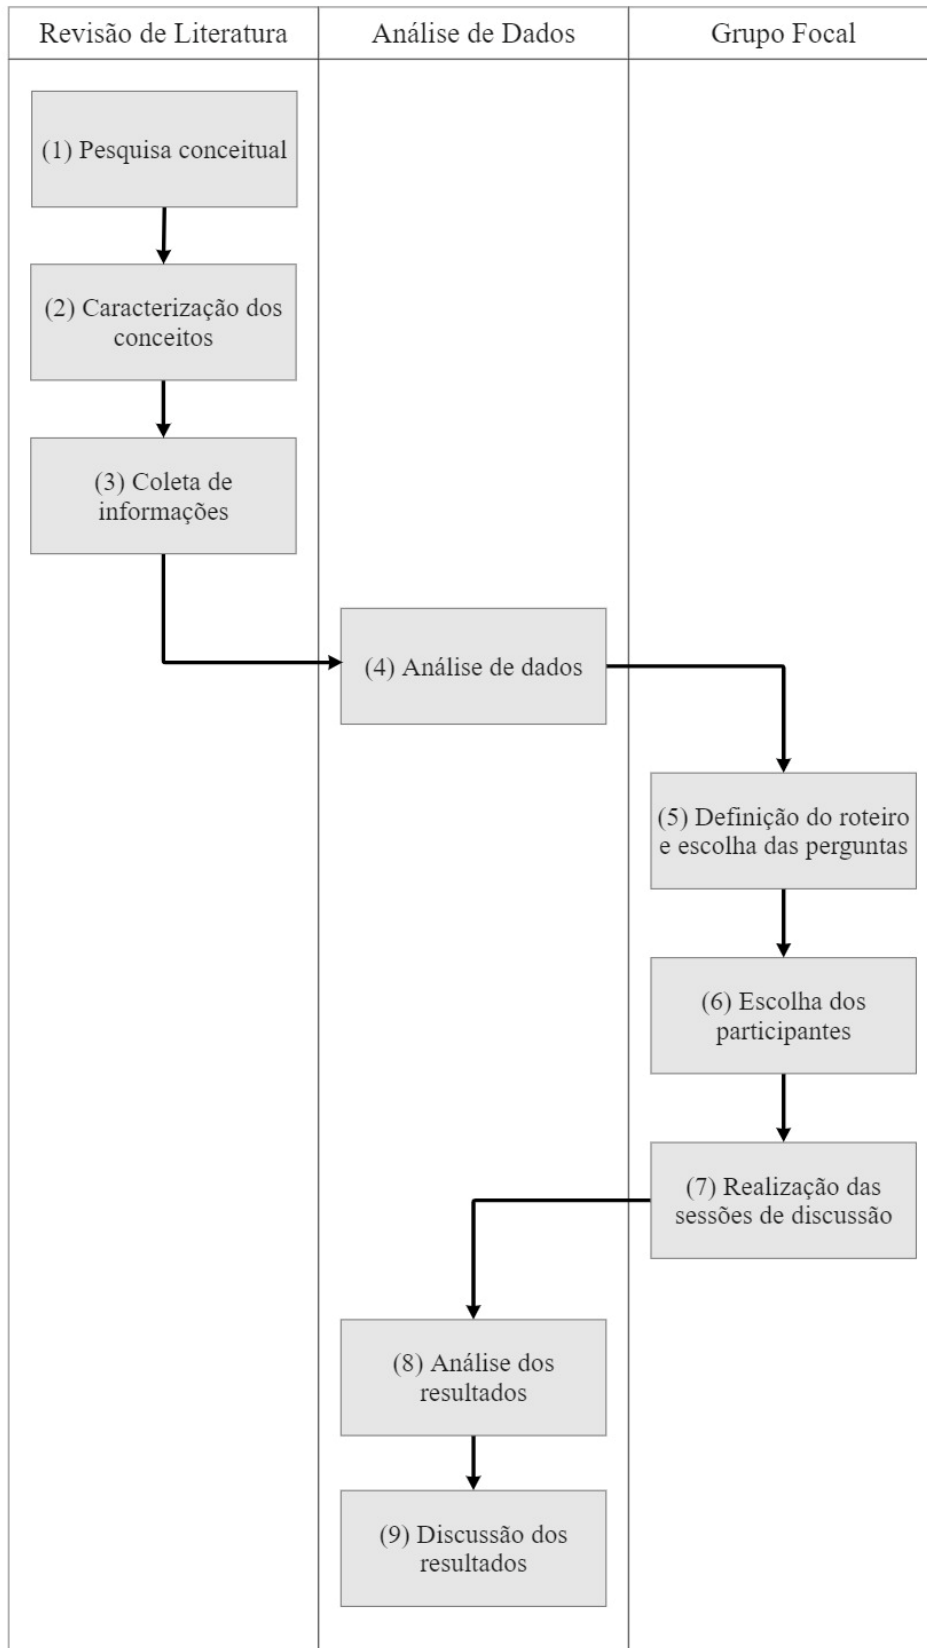 Revisão de Literatura
Análise de Dados
Grupo Focal
(1) Pesquisa conceitual
(2) Caracterização dos
conceitos
(3) Coleta de
informações
(4) Análise de dados
(5) Definição do roteiro
e escolha das perguntas
(6) Escolha dos
participantes
(7) Realização das
sessões de discussão
(8) Análise dos
resultados
(9) Discussão dos
resultados